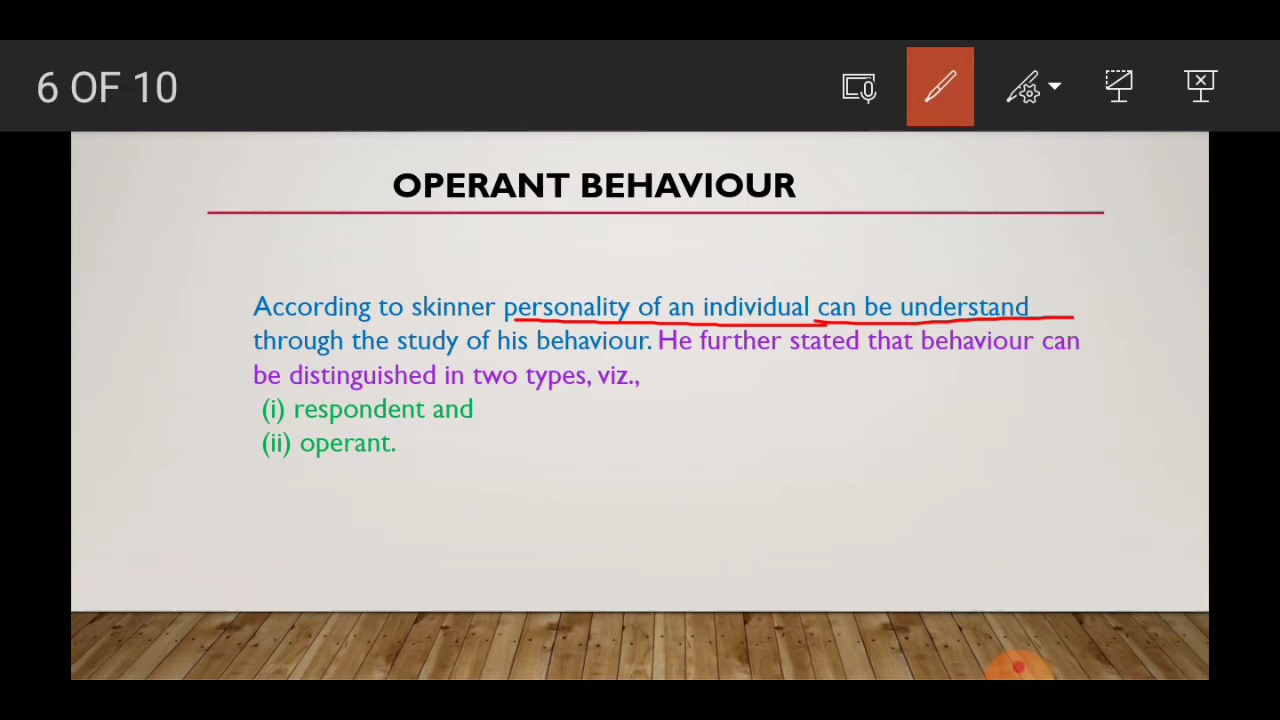 6 OF 10
OPERANT BEHAVIOUR
According to skinner personality of an individual can be understand
through the study of his behaviour. He further stated that behaviour can
be distinguished in two types, viz.,
(i) respondent and
(ii) operant.